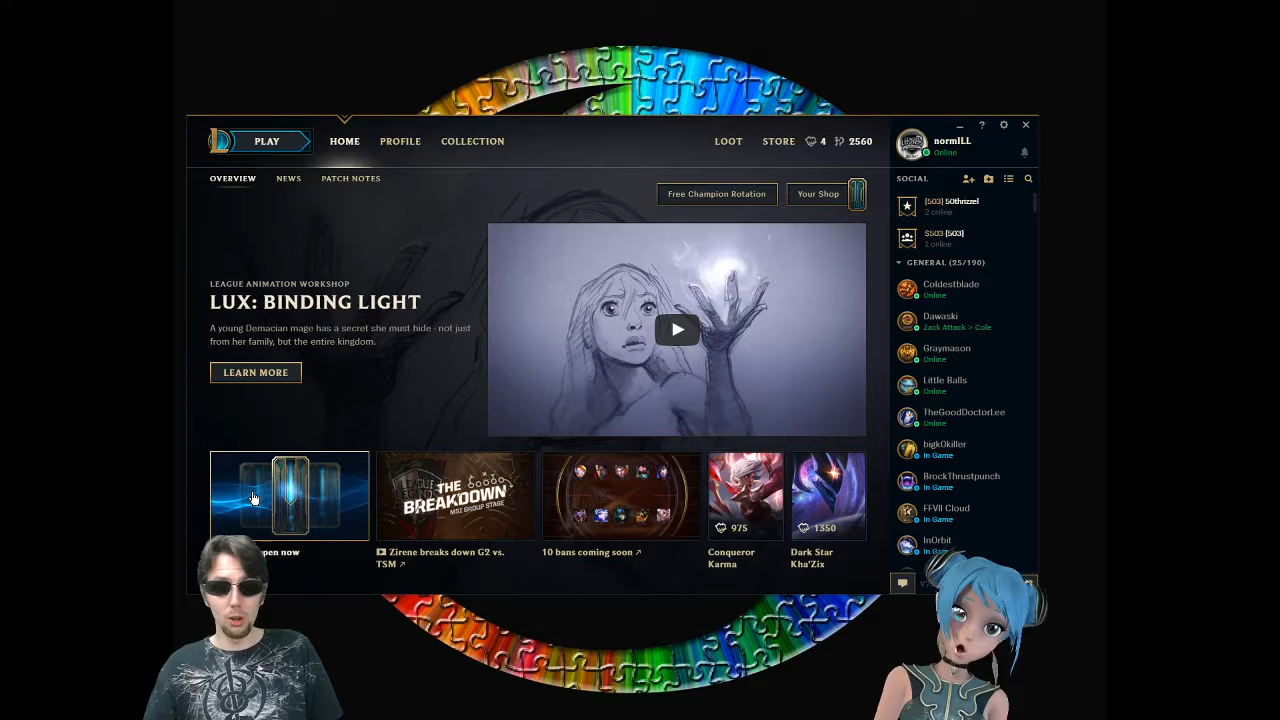 PLAY
HOME
PROFILE
COLLECTION
LOOT
STORE
4
2560
?
normILL
Online
OVERVIEW
NEWS
PATCH NOTES
Free Champion Rotation
Your Shop
SOCIAL
[503] 50thrizzel
2 online
$503 {503}
1 online
GENERAL (25/190)
Coldestblade
Online
Dawaski
Zack Attack > Cole
Graymason
Online
Little Balls
Online
TheGoodDoctorLee
Online
bigk0killer
In Game
BrockThrustpunch
In Game
FFVII Cloud
In Game
InOrbit
LEAGUE ANIMATION WORKSHOP
LUX: BINDING LIGHT
A young Demacian mage has a secret she must hide - not just
from her family, but the entire kingdom.
LEARN MORE
THE
BREAKDOWN
MSI GROUP STAGE
975
1350
now
Zirene breaks down G2 vs.
TSM
10 bans coming soon
Conqueror
Karma
Dark Star
Kha'Zix